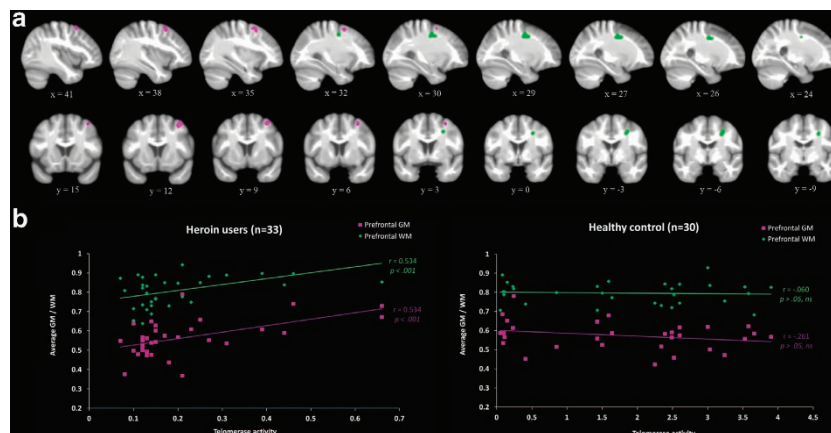 a
x = 41 x = 38 x = 35 x = 32 x = 30 x = 29 x = 27 x = 26 x = 24
y = 15 y = 12 y = 9 y = 6 y = 3 y = 0 y = -3 y = -6 y = -9
b
Heroin users (n=33)
Prefrontal GM
Prefrontal WM
Average GM / WM
1
0.9
0.8
0.7
0.6
0.5
0.4
0.3
0.2
r = 0.534
p < .001
r = 0.534
p < .001
0 0.1 0.2 0.3 0.4 0.5 0.6 0.7
Telomerase activity
Healthy control (n=30)
Prefrontal GM
Prefrontal WM
Average GM / WM
1
0.9
0.8
0.7
0.6
0.5
0.4
0.3
0.2
r = -.060
p > .05, ns
r = -.261
p > .05, ns
0 0.5 1 1.5 2 2.5 3 3.5 4 4.5
Telomerase activity